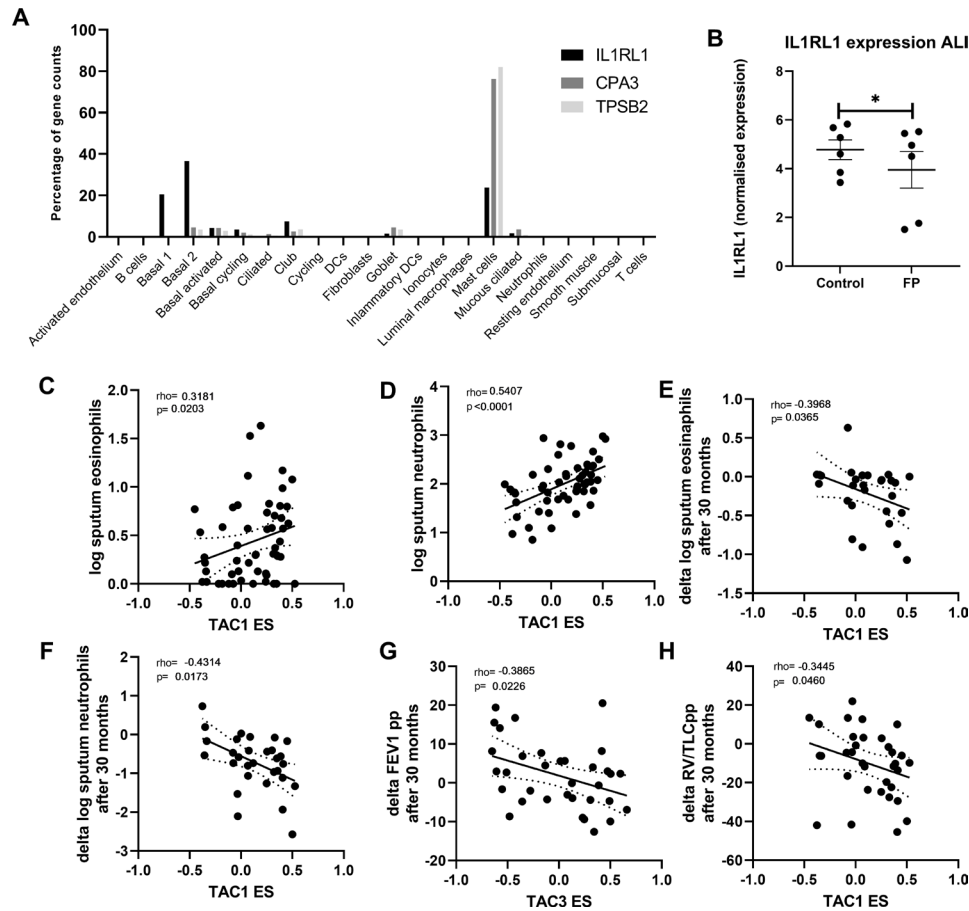 A
Percentage of gene counts
100
80
60
40
20
0
IL1RL1
CPA3
TPSB2
Activated endothelium
B cells
Basal 1
Basal 2
Basal activated
Basal cycling
Ciliated
Club
Cycling
DCs
Fibroblasts
Goblet
Inlammatory DCs
Ionocytes
Luminal macrophages
Mast cells
Mucous ciliated
Neutrophils
Resting endothelium
Smooth muscle
Submucosal
T cells
B
IL1RL1 expression ALI
IL1RL1 (normalised expression)
8
6
4
2
0
*
Control FP
C
log sputum eosinophils
2.0
1.5
1.0
0.5
0.0
rho= 0.3181
p= 0.0203
-1.0 -0.5 0.0 0.5 1.0
TAC1 ES
D
log sputum neutrophils
4
3
2
1
0
rho= 0.5407
p <0.0001
-1.0 -0.5 0.0 0.5 1.0
TAC1 ES
E
delta log sputum eosinaphils
after 30 months
1.0
0.5
0.0
-0.5
-1.0
-1.5
rho= -0.3968
p= 0.0365
-1.0 -0.5 0.0 0.5 1.0
TAC1 ES
F
delta log sputum neutrophils
after 30 months
2
1
0
-1
-2
-3
rho= -0.4314
p= 0.0173
-1.0 -0.5 0.0 0.5 1.0
TAC1 ES
G
delta FEV1 pp
after 30 months
30
20
10
0
-10
-20
rho= -0.3865
p= 0.0226
-1.0 -0.5 0.0 0.5 1.0
TAC3 ES
H
delta RV/TLCpp
after 30 months
40
20
0
-20
-40
-60
rho= -0.3445
p= 0.0460
-1.0 -0.5 0.0 0.5 1.0
TAC1 ES